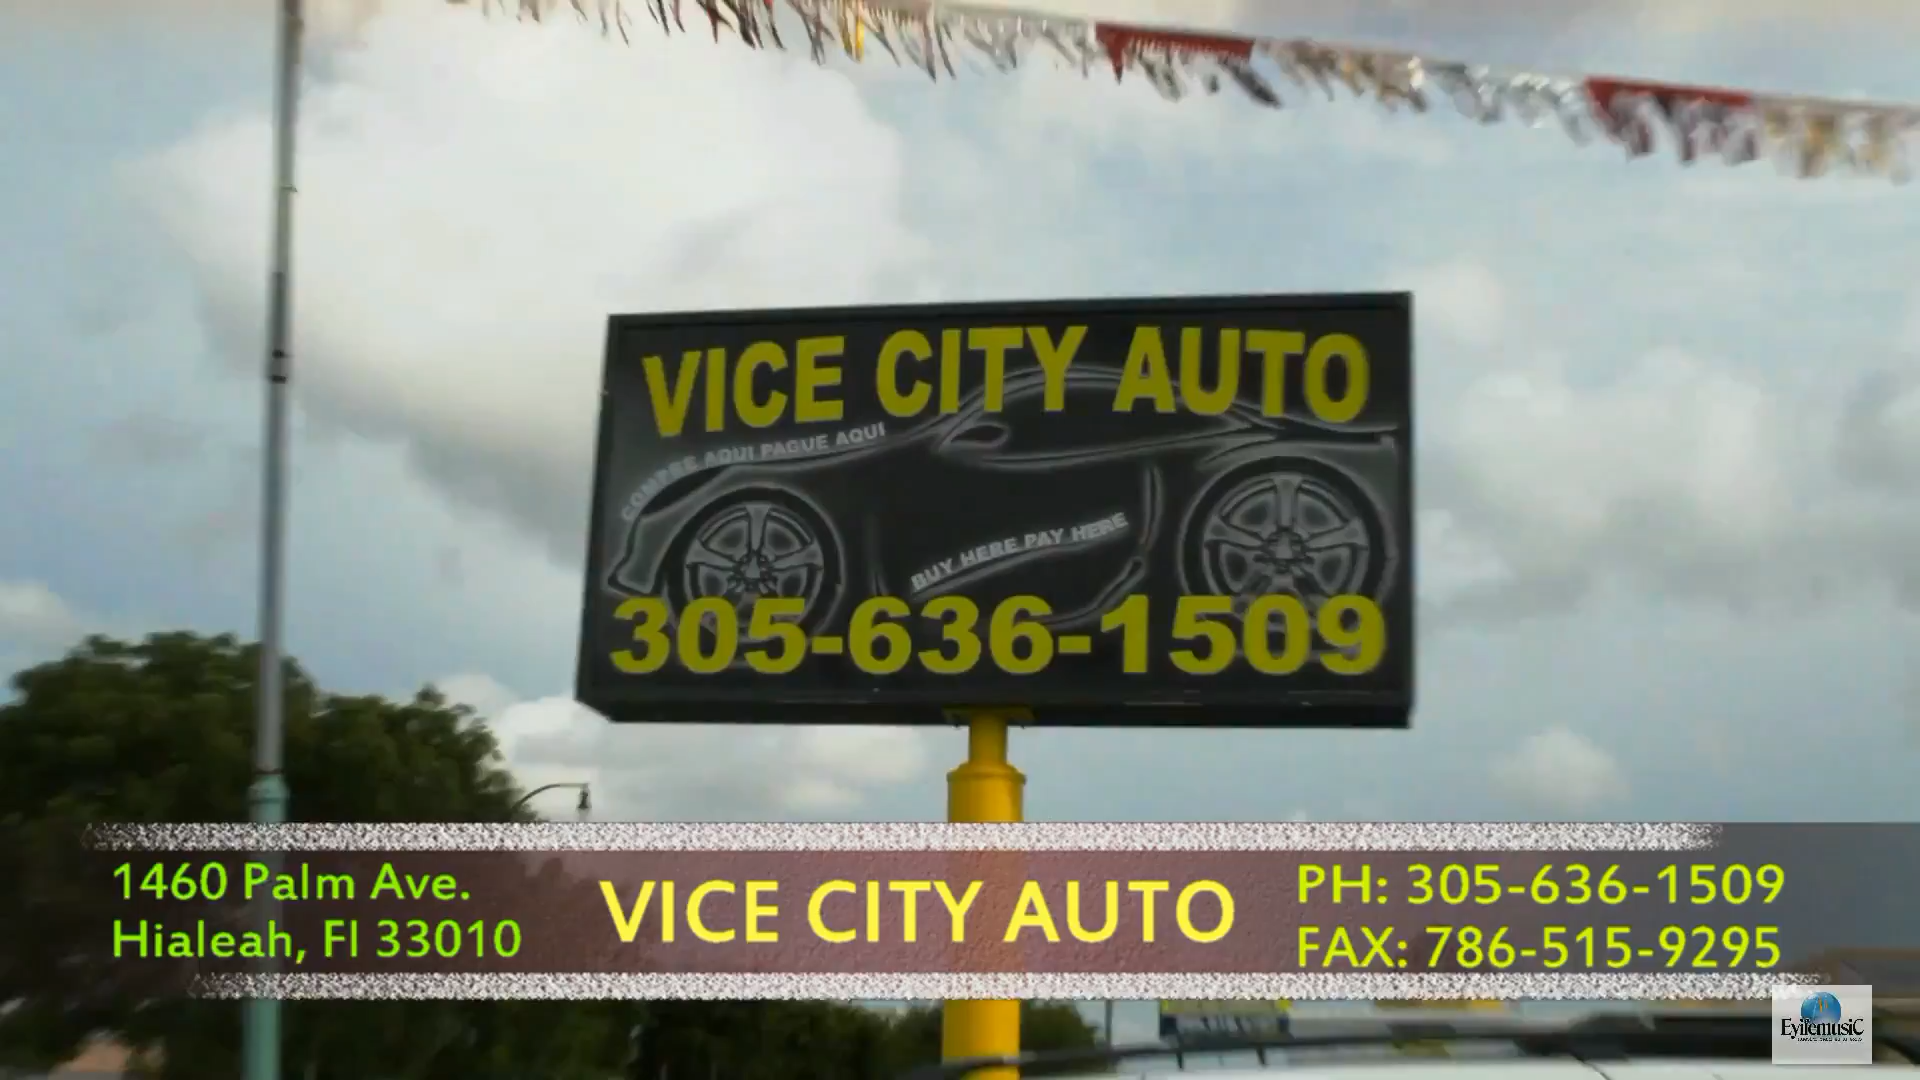 VICE CITY AUTO
COMPRE AQUI PAGUE AQUI
BUY HERE PAY HERE
305-636-1509
1460 Palm Ave.
Hialeah, Fl 33010
VICE CITY AUTO
PH: 305-636-1509
FAX: 786-515-9295
EyifemusiC